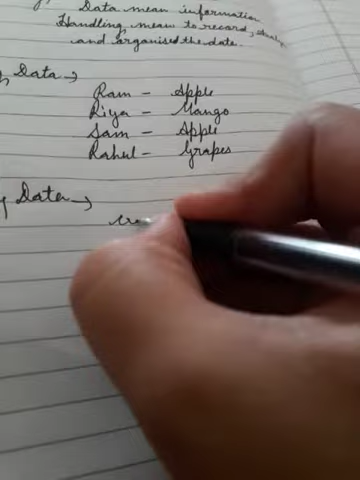 Data mean information
Handling mean to record,
and organised the date.
Data →
Ram - Apple
Riya - Mango
Sam - Apple
Rahul - Grapes
Data →